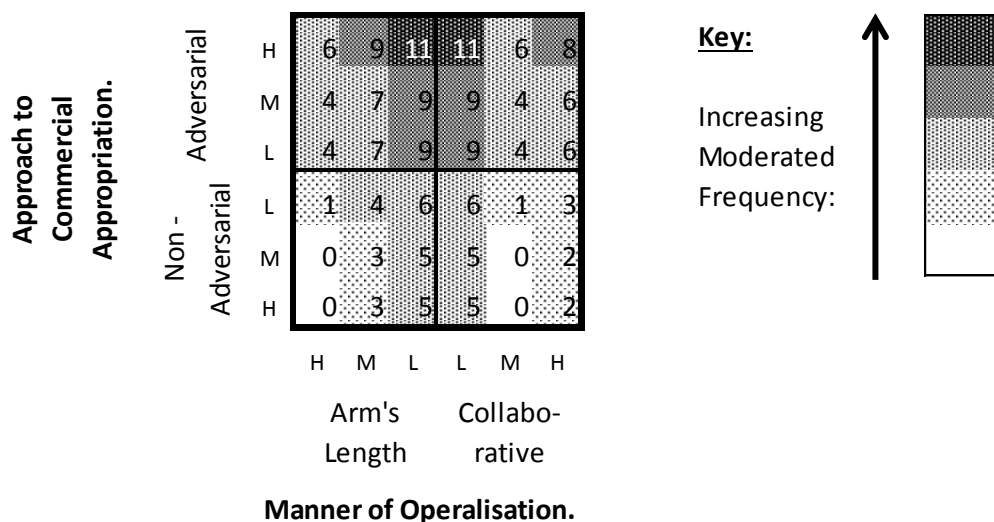 Approach to
Commercial
Appropriation.
Adversarial
Non -
Adversarial
H 6 9 11 11 6 8
M 4 7 9 9 4 6
L 4 7 9 9 4 6
L 1 4 6 6 1 3
M 0 3 5 5 0 2
H 0 3 5 5 0 2
H M L L M H
Arm's
Length
Collabo-
rative
Manner of Operalisation.
Key:
Increasing
Moderated
Frequency: